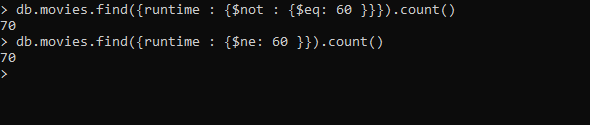 > db.movies.find({runtime : {$not : {$eq: 60 }}}).count()
70
> db.movies.find({runtime : {$ne: 60 }}).count()
70
>